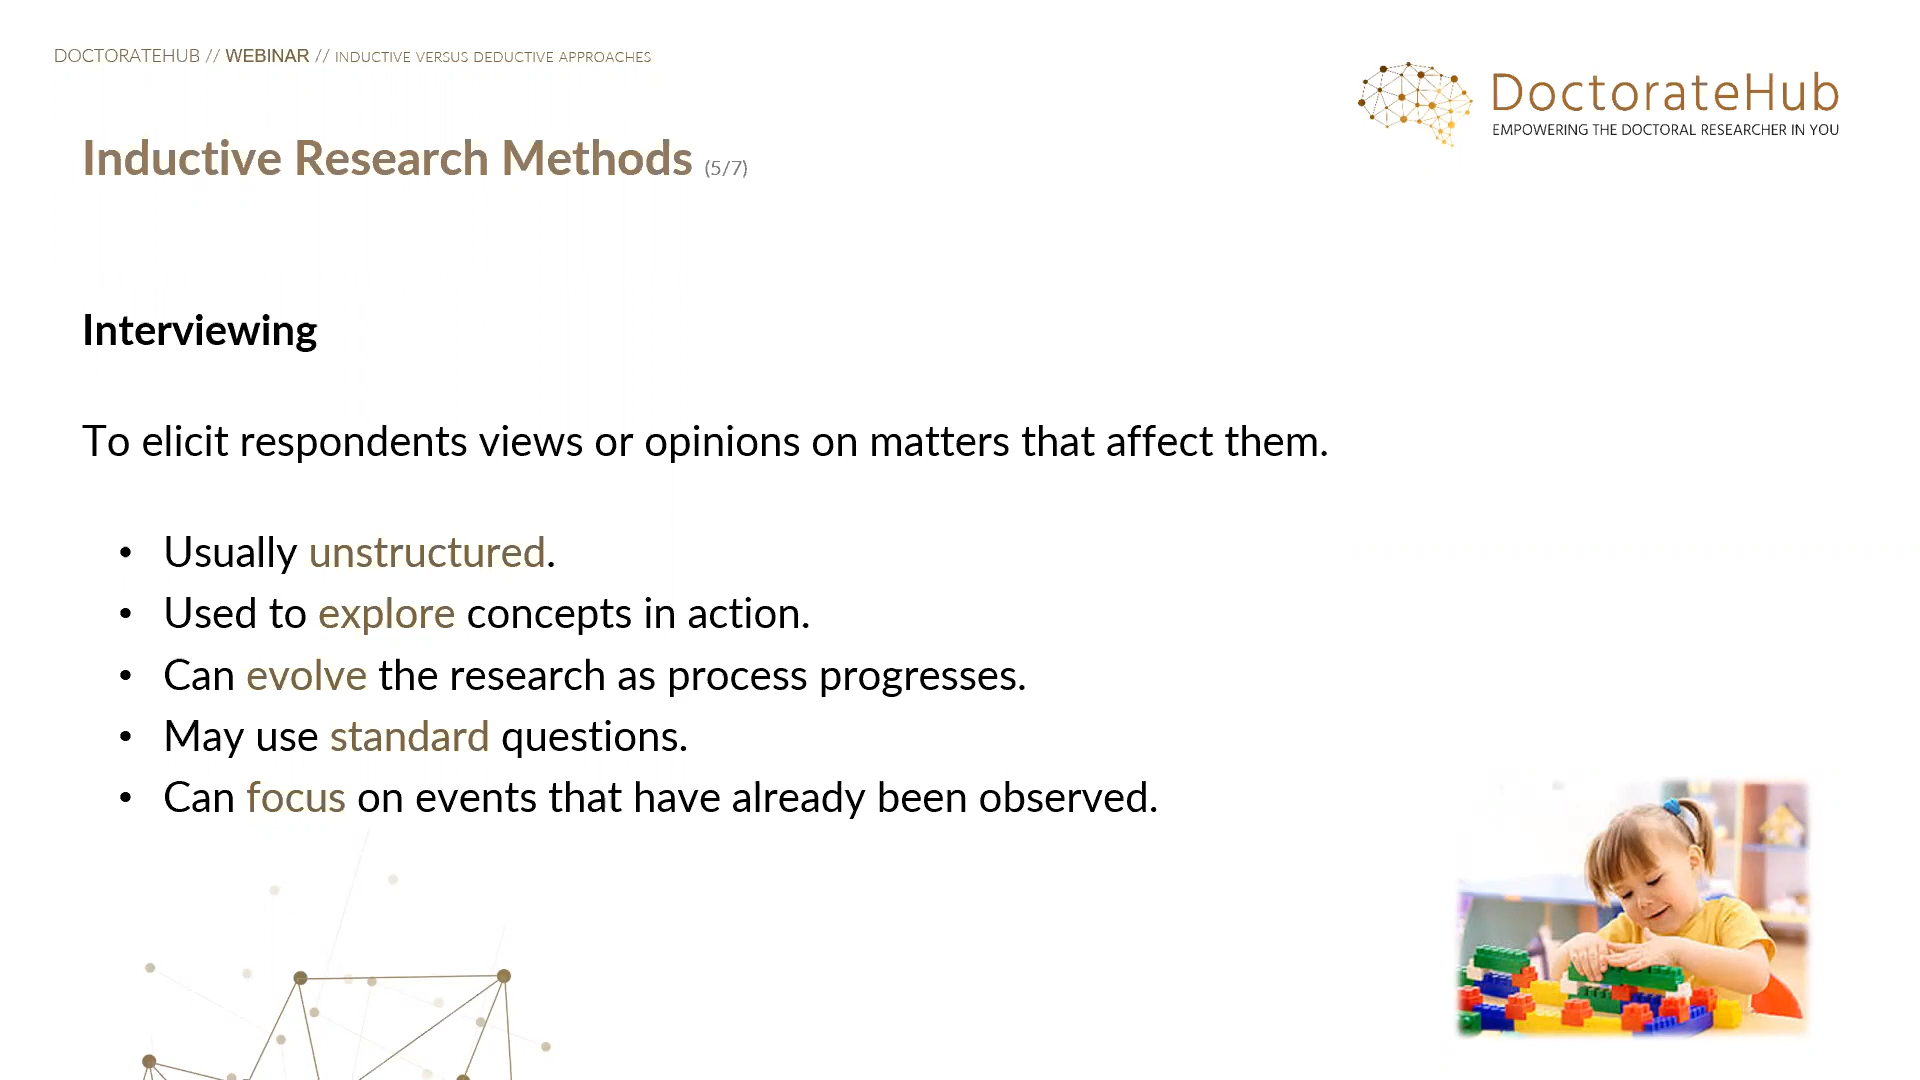 DOCTORATEHUB // WEBINAR // INDUCTIVE VERSUS DEDUCTIVE APPROACHES
DoctorateHub
EMPOWERING THE DOCTORAL RESEARCHER IN YOU
Inductive Research Methods (5/7)
Interviewing
To elicit respondents views or opinions on matters that affect them.
• Usually unstructured.
• Used to explore concepts in action.
• Can evolve the research as process progresses.
• May use standard questions.
• Can focus on events that have already been observed.